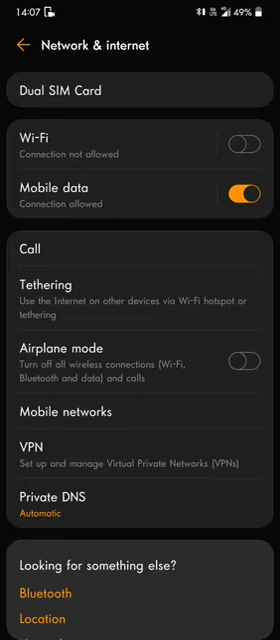 14:07
49%
Network & internet
Dual SIM Card
Wi-Fi
Connection not allowed
Mobile data
Connection allowed
Call
Tethering
Use the Internet on other devices via Wi-Fi hotspot or
tethering
Airplane mode
Turn off all wireless connections (Wi-Fi,
Bluetooth and data) and calls
Mobile networks
VPN
Set up and manage Virtual Private Networks (VPNs)
Private DNS
Automatic
Looking for something else?
Bluetooth
Location